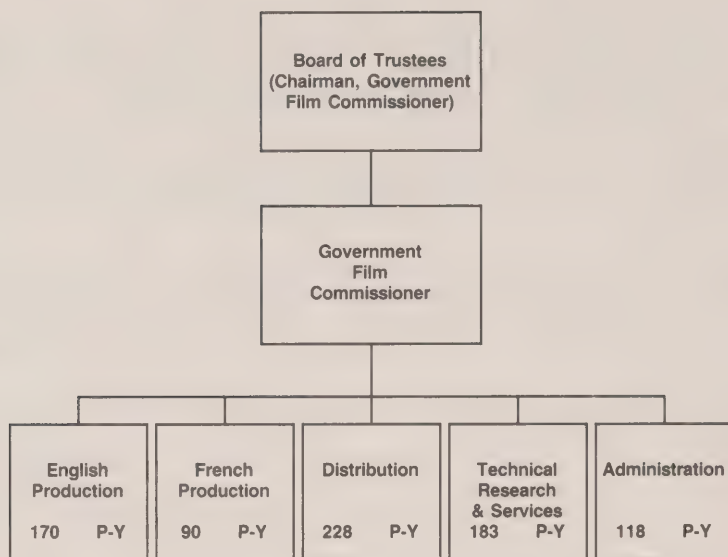 Board of Trustees
(Chairman, Government
Film Commissioner)
Government
Film
Commissioner
English
Production
170 P-Y
French
Production
90 P-Y
Distribution
228 P-Y
Technical
Research
& Services
183 P-Y
Administration
118 P-Y